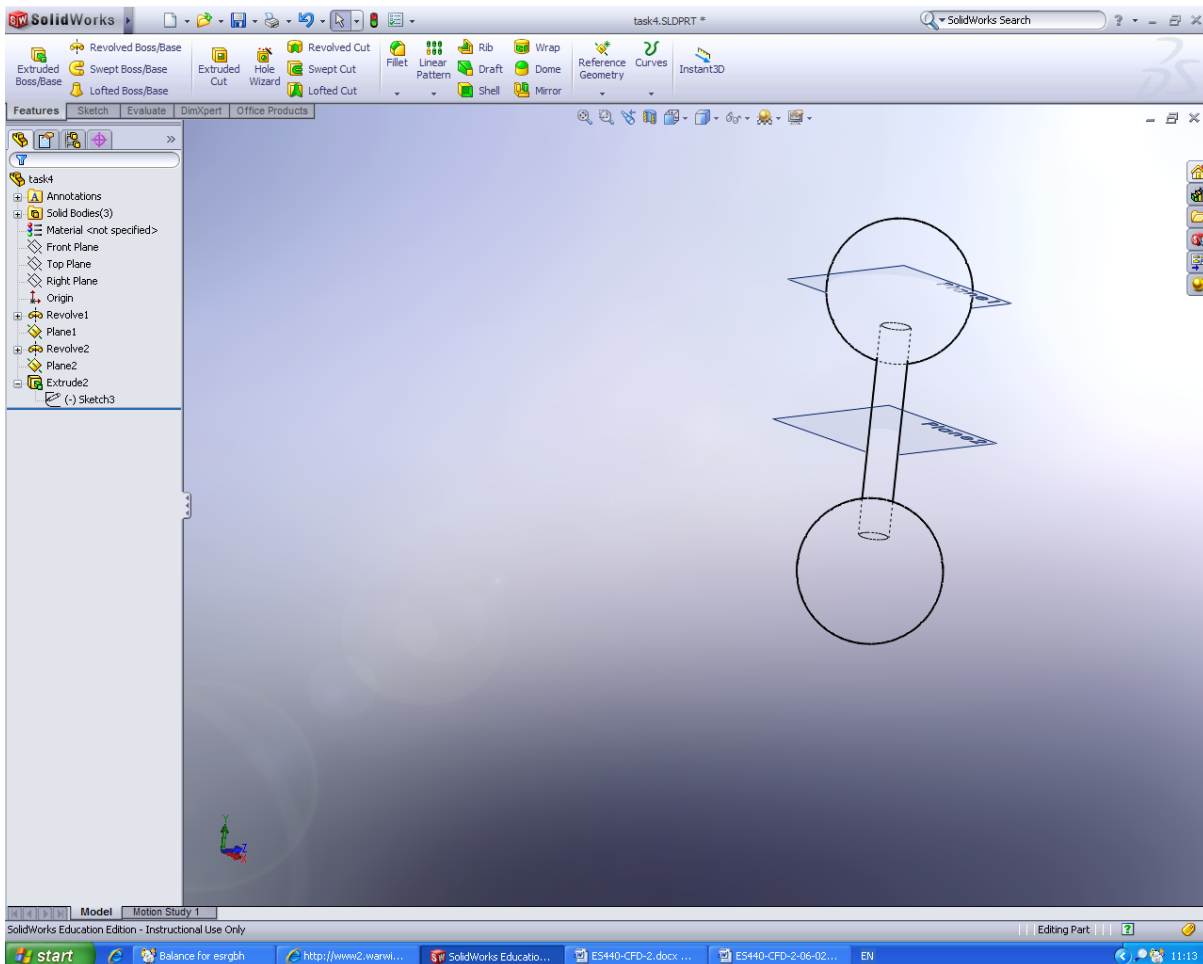 SolidWorks
task4.SLDPRT *
SolidWorks Search
Extruded Boss/Base
Revolved Boss/Base
Swept Boss/Base
Lofted Boss/Base
Extruded Cut
Hole Wizard
Revolved Cut
Swept Cut
Lofted Cut
Fillet
Linear Pattern
Rib
Draft
Shell
Wrap
Dome
Mirror
Reference Geometry
Curves
Instant3D
Features Sketch Evaluate DimXpert Office Products
task4
Annotations
Solid Bodies(3)
Material <not specified>
Front Plane
Top Plane
Right Plane
Origin
Revolve1
Plane1
Revolve2
Plane2
Extrude2
(-) Sketch3
Plane1
Plane2
Y
Z
X
Model Motion Study 1
SolidWorks Education Edition - Instructional Use Only
Editing Part
start
Balance for esrgbh
http://www2.warwi...
SolidWorks Educatio...
ES440-CFD-2.docx ...
ES440-CFD-2-06-02...
EN
11:13